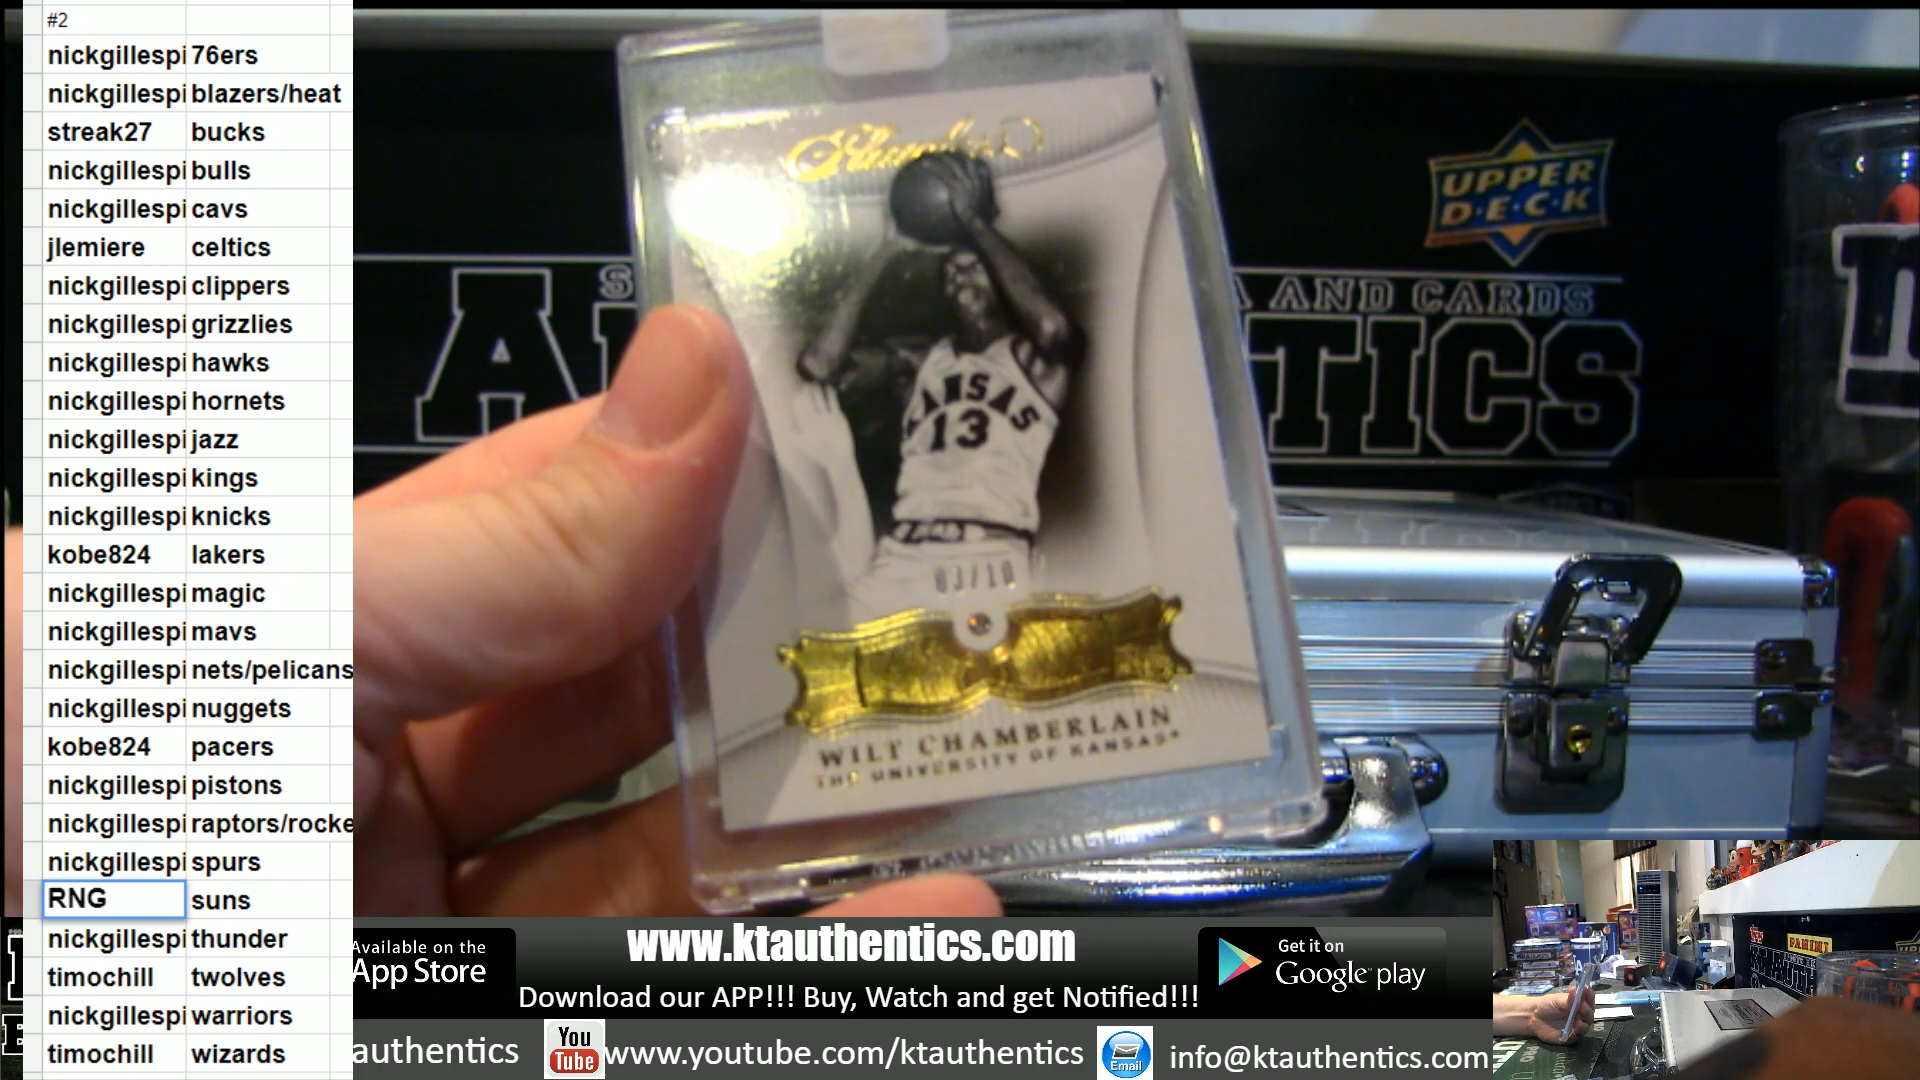 #2
nickgillespi 76ers
nickgillespi blazers/heat
streak27 bucks
nickgillespi bulls
nickgillespi cavs
jlemiere celtics
nickgillespi clippers
nickgillespi grizzlies
nickgillespi hawks
nickgillespi hornets
nickgillespi jazz
nickgillespi kings
nickgillespi knicks
kobe824 lakers
nickgillespi magic
nickgillespi mavs
nickgillespi nets/pelicans
nickgillespi nuggets
kobe824 pacers
nickgillespi pistons
nickgillespi raptors/rocke
nickgillespi spurs
RNG suns
nickgillespi thunder
timochill twolves
nickgillespi warriors
timochill wizards
KANSAS
13
03/10
WILT CHAMBERLAIN
THE UNIVERSITY OF KANSAS
UPPER
D·E·C·K
AND CARDS
TICS
Available on the
App Store
www.ktauthentics.com
Download our APP!!! Buy, Watch and get Notified!!!
Get it on
Google play
authentics
You
Tube
www.youtube.com/ktauthentics
Email
info@ktauthentics.com
PANINI